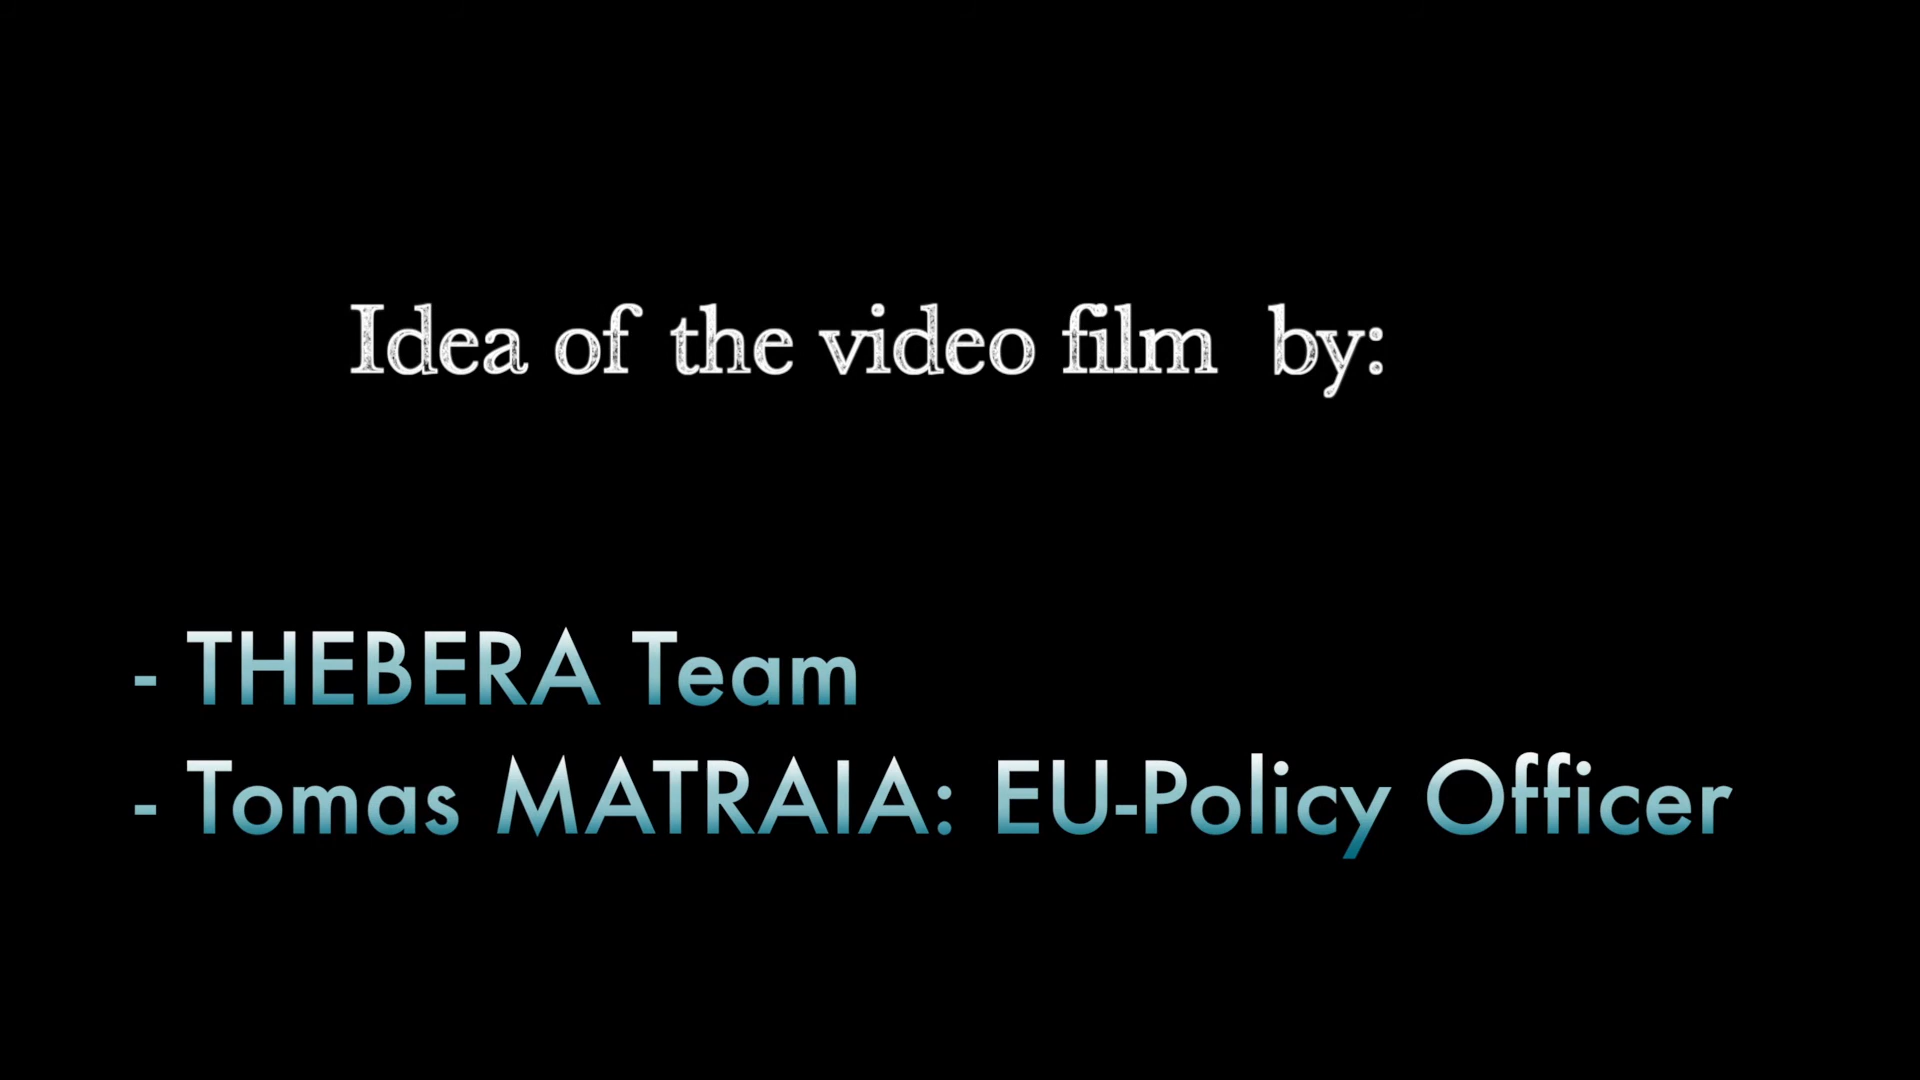 Idea of the video film by:
- THEBERA Team
- Tomas MATRAIA: EU-Policy Officer